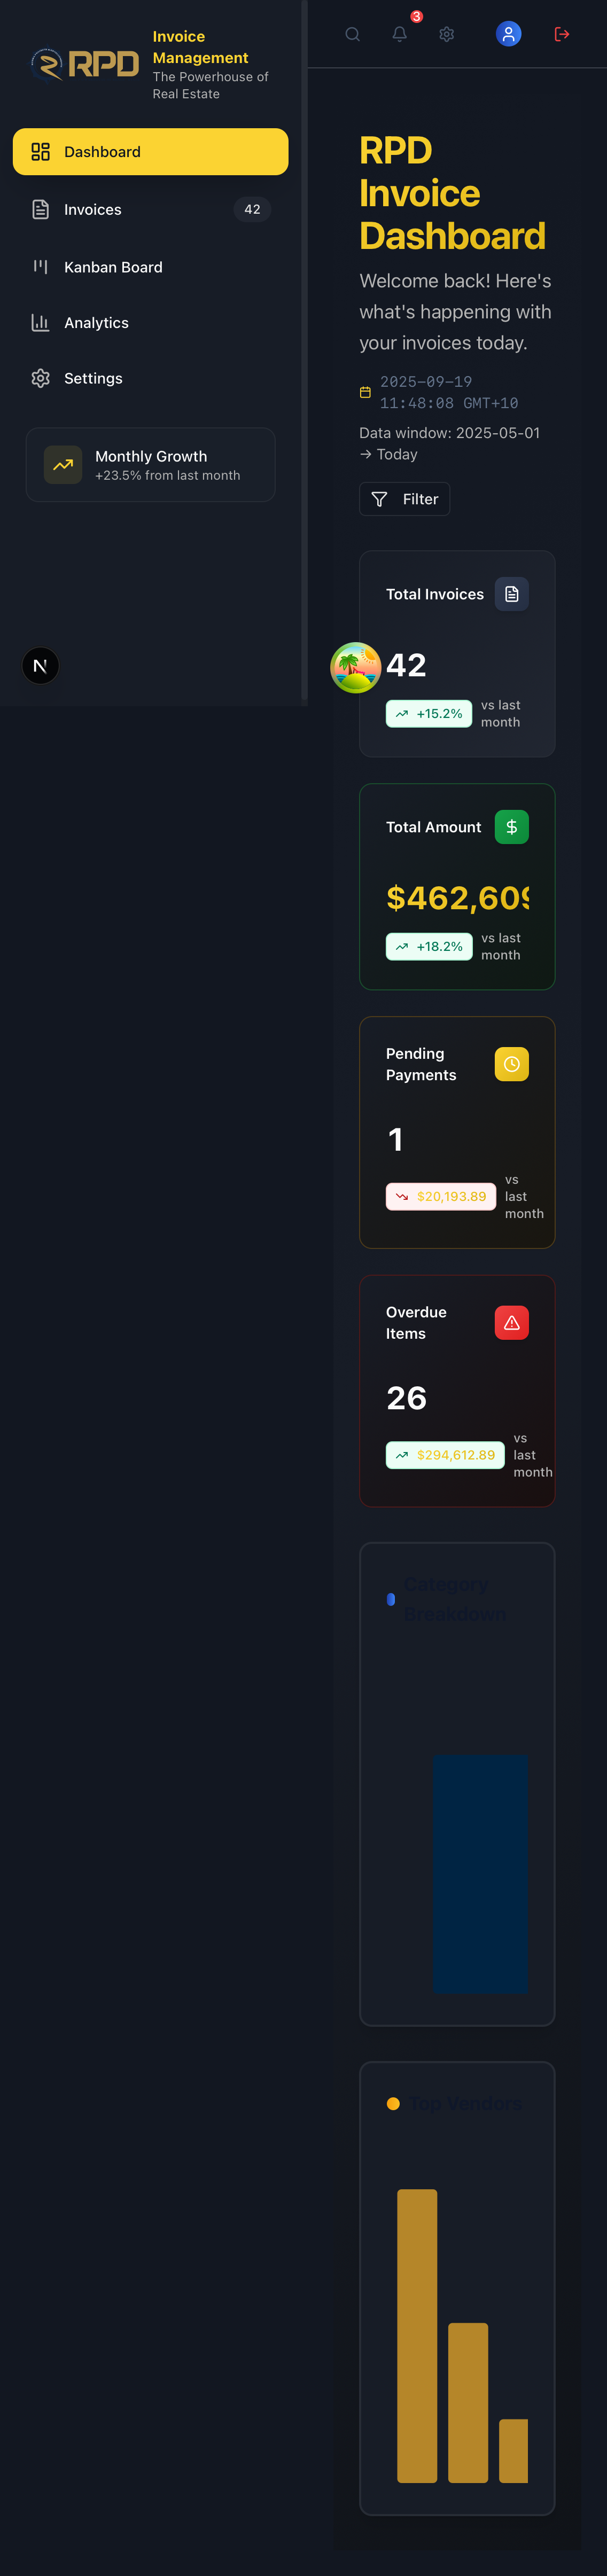 RPD
Invoice
Management
The Powerhouse of
Real Estate
Dashboard
Invoices
42
Kanban Board
Analytics
Settings
Monthly Growth
+23.5% from last month
N
3
RPD
Invoice
Dashboard
Welcome back! Here's
what's happening with
your invoices today.
2025-09-19
11:48:08 GMT+10
Data window: 2025-05-01
→ Today
Filter
Total Invoices
42
+15.2%
vs last
month
Total Amount
$462,609
+18.2%
vs last
month
Pending
Payments
1
$20,193.89
vs
last
month
Overdue
Items
26
$294,612.89
vs
last
month
Category
Breakdown
Top Vendors